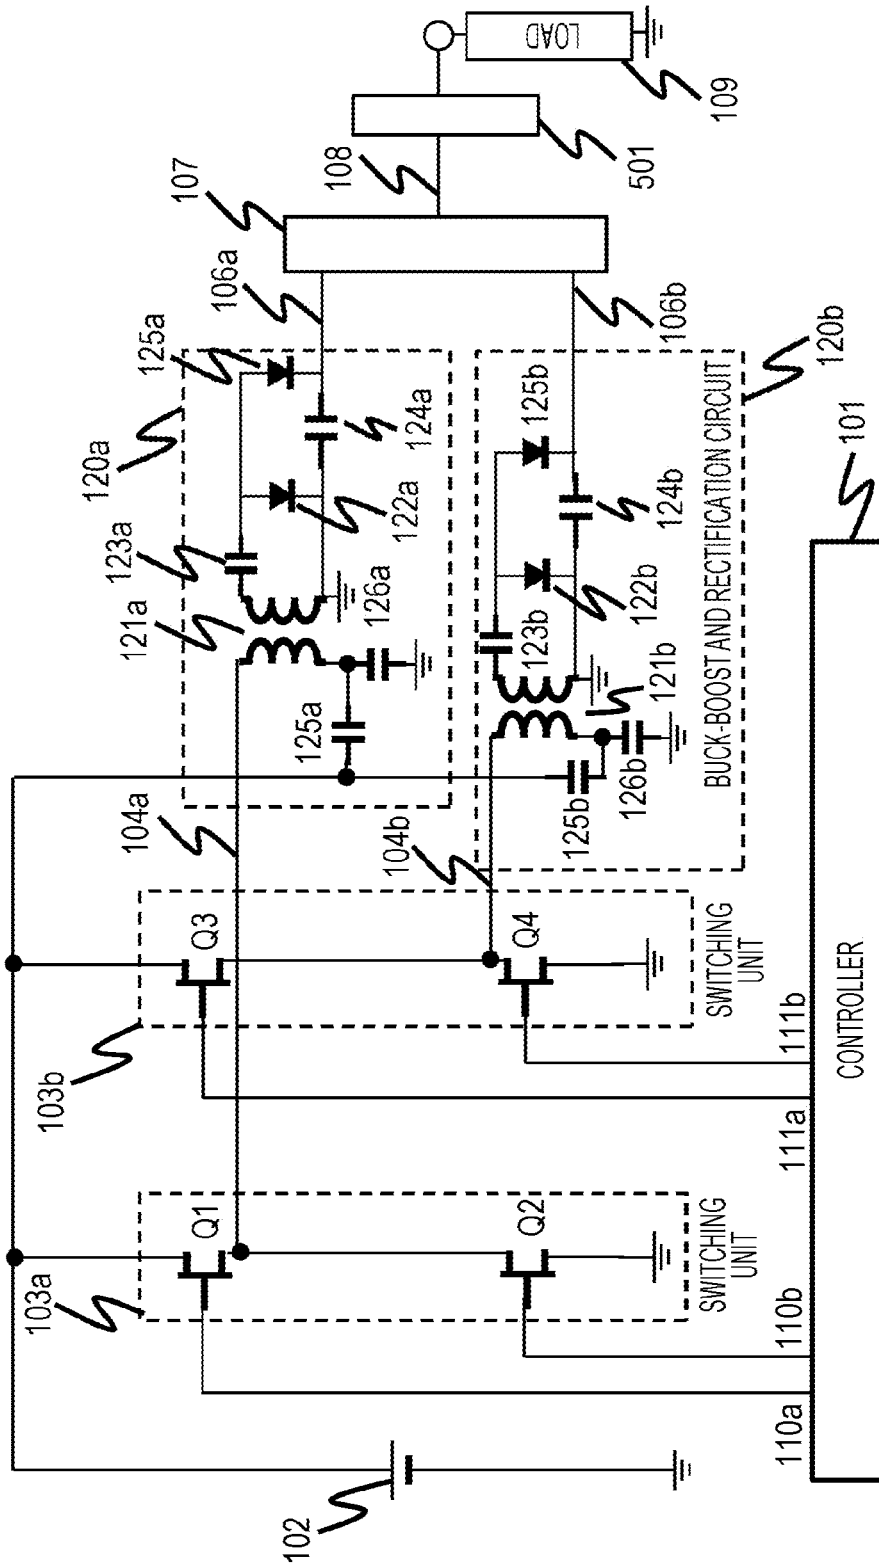 103a
103b
120a
123a
121a
104a
125a
107
Q1
Q3
106a
102
125a
108
126a
104b
122a
124a
Q2
Q4
123b
125b
LOAD
125b
126b
121b
122b
124b
106b
501
SWITCHING
UNIT
SWITCHING
UNIT
BUCK-BOOST AND RECTIFICATION CIRCUIT
109
110a
110b
111a
111b
120b
CONTROLLER
101